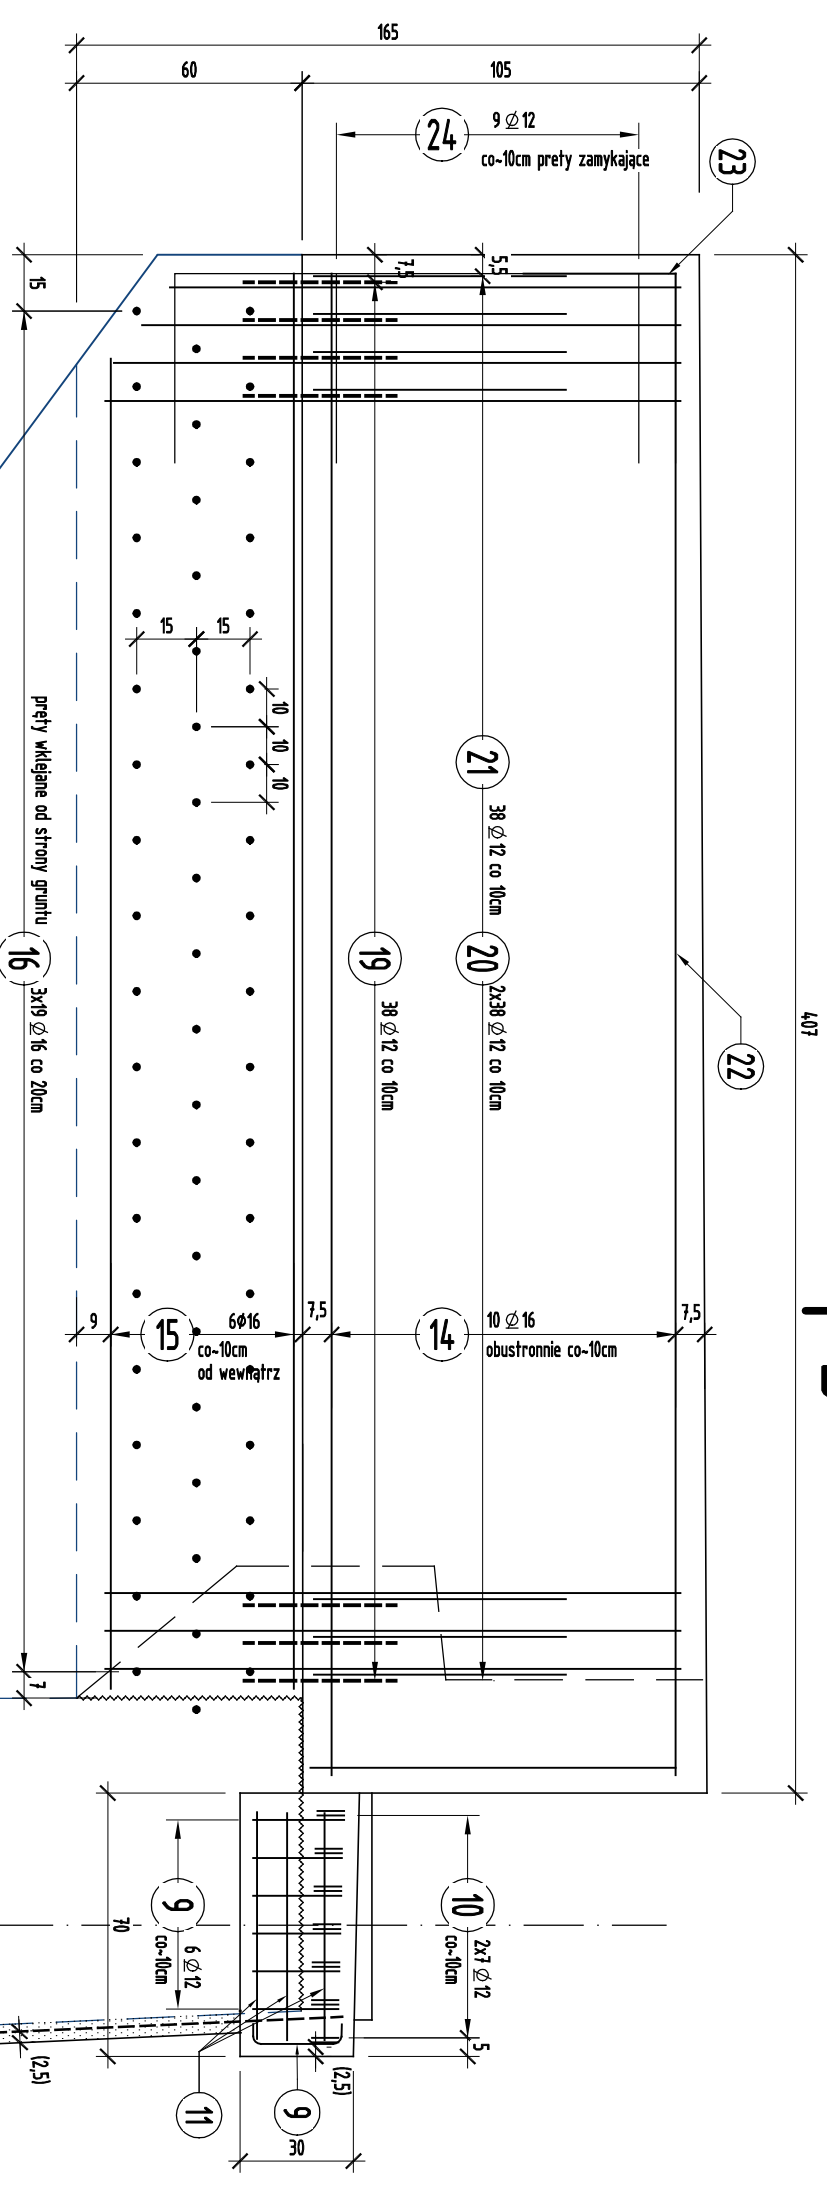 165
60
105
24
9 ∅ 12
co~10cm prety zamykające
23
15
7,5
5,5
15
15
10
10
10
21
38 ∅ 12 co 10cm
20
2x38 ∅ 12 co 10cm
19
38 ∅ 12 co 10cm
pręty wklejane od strony gruntu
16
3x19 ∅ 16 co 20cm
407
22
9
15
6ϕ16
co~10cm
od wewnątrz
7,5
14
10 ∅ 16
obustronnie co~10cm
7,5
7
70
9
6 ∅ 12
co~10cm
10
2x7 ∅ 12
co~10cm
5
(2,5)
(2,5)
11
9
30